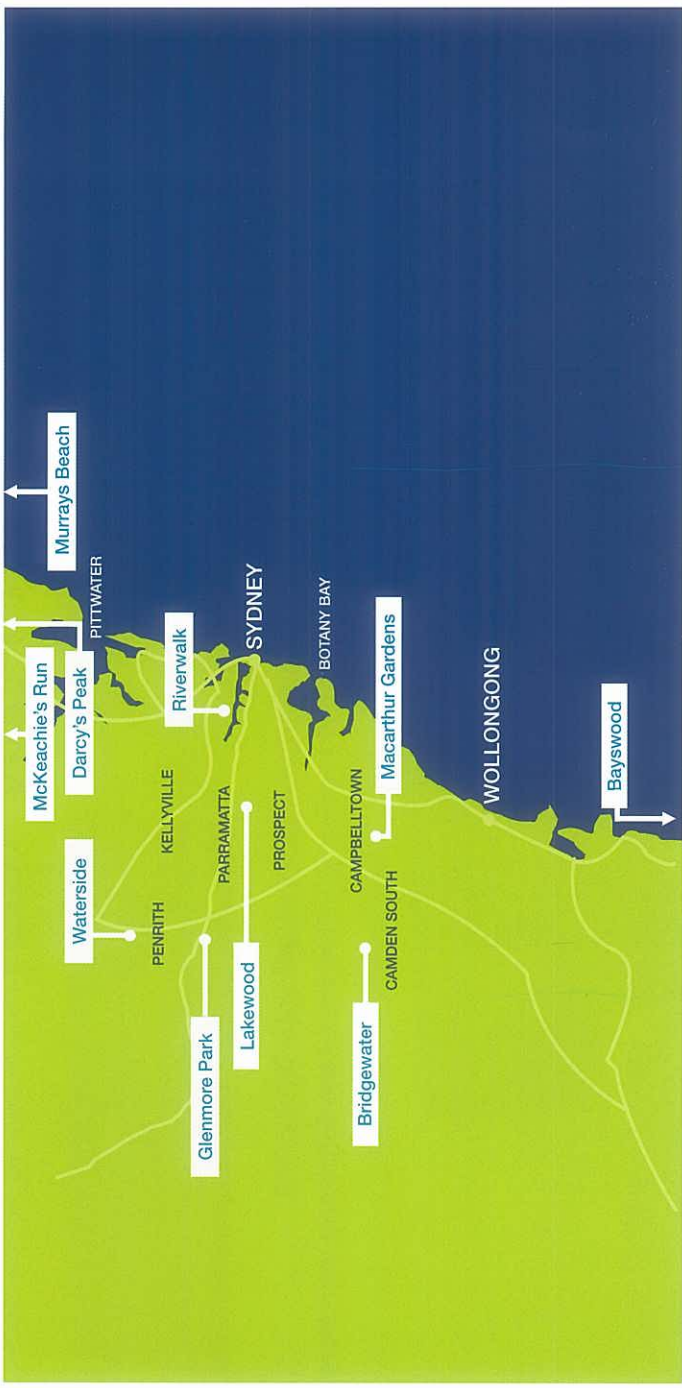 McKeachie's Run
Murrays Beach
Waterside
Darcy's Peak
PITTWATER
PENRITH
KELLYVILLE
Riverwalk
Glenmore Park
PARRAMATTA
Lakewood
SYDNEY
PROSPECT
BOTANY BAY
CAMPBELLTOWN
Bridgewater
Macarthur Gardens
CAMDEN SOUTH
WOLLONGONG
Bayswood